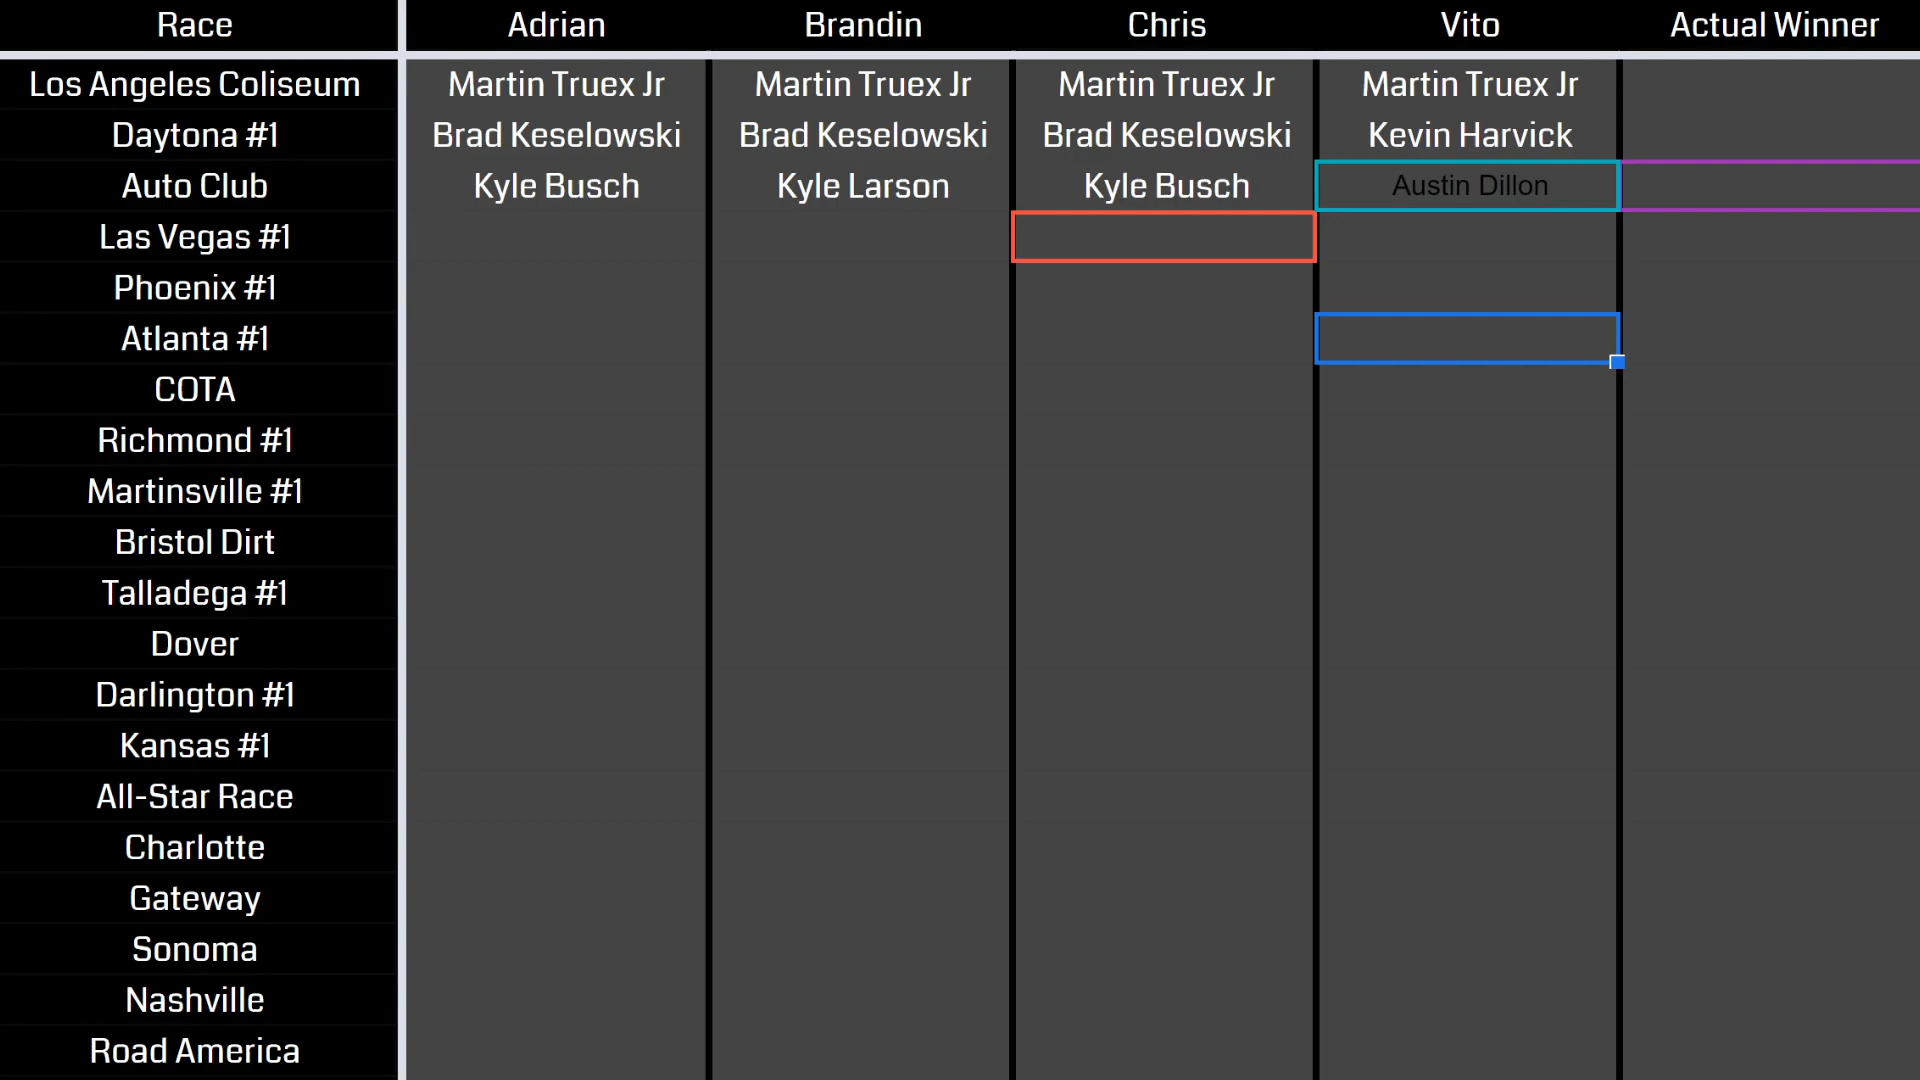 Race Adrian Brandin Chris Vito Actual Winner
Los Angeles Coliseum Martin Truex Jr Martin Truex Jr Martin Truex Jr Martin Truex Jr
Daytona #1 Brad Keselowski Brad Keselowski Brad Keselowski Kevin Harvick
Auto Club Kyle Busch Kyle Larson Kyle Busch Austin Dillon
Las Vegas #1
Phoenix #1
Atlanta #1
COTA
Richmond #1
Martinsville #1
Bristol Dirt
Talladega #1
Dover
Darlington #1
Kansas #1
All-Star Race
Charlotte
Gateway
Sonoma
Nashville
Road America